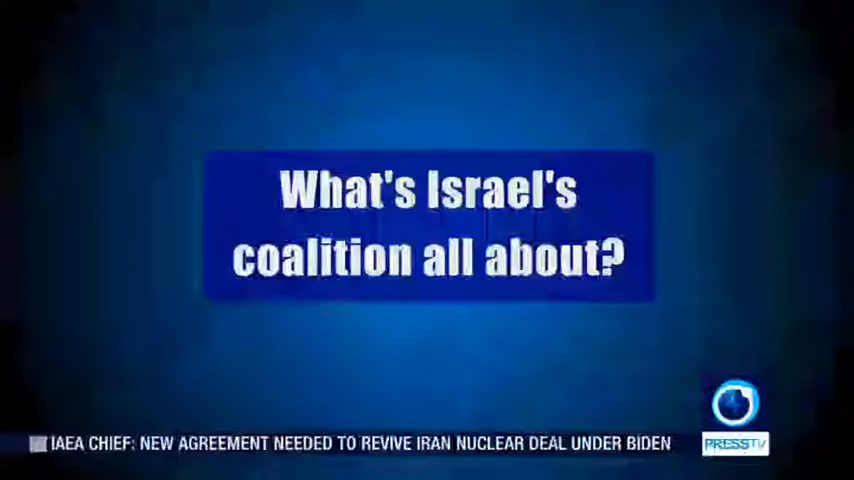 What's Israel's
coalition all about?
IAEA CHIEF: NEW AGREEMENT NEEDED TO REVIVE IRAN NUCLEAR DEAL UNDER BIDEN
PRESSTV